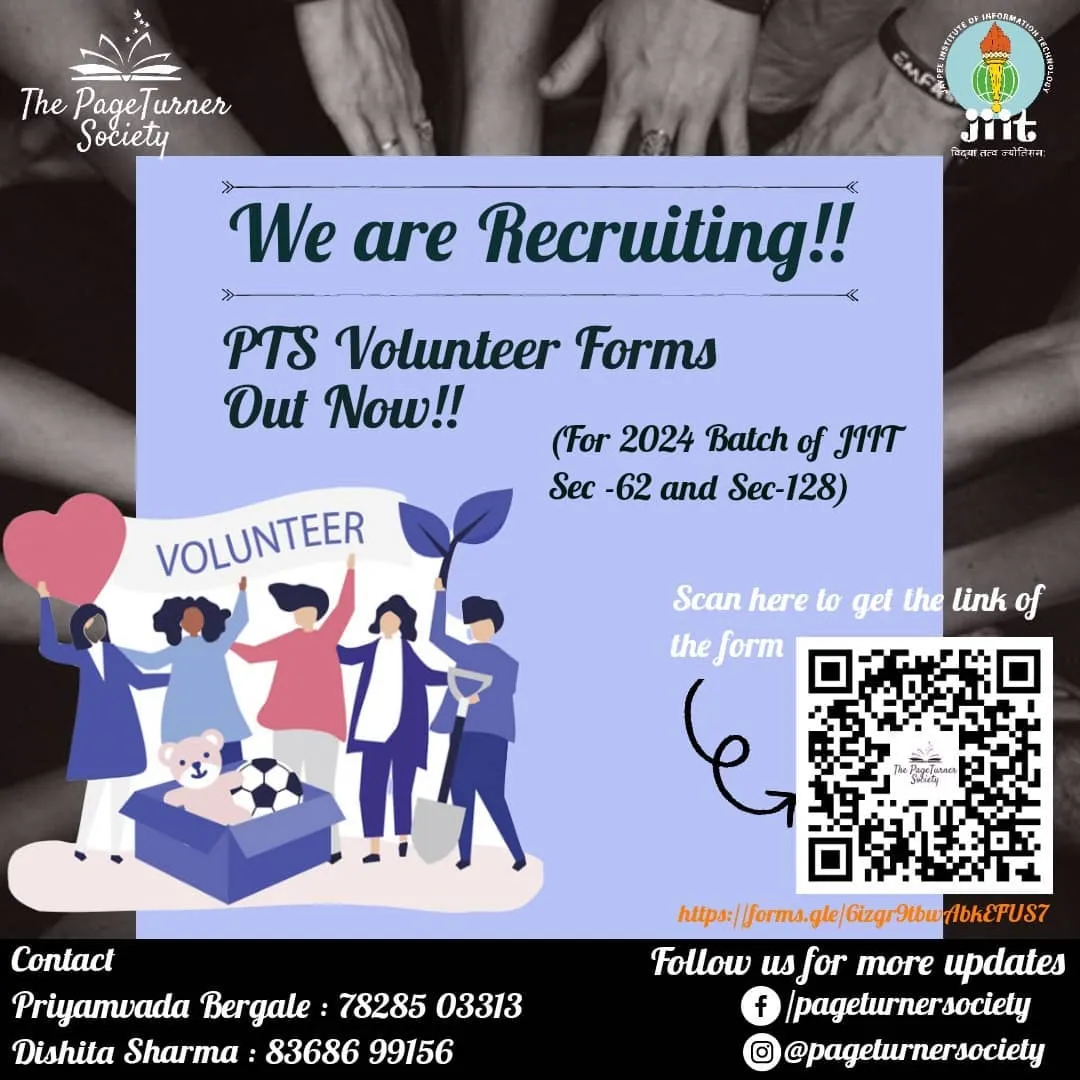 The PageTurner
Society
JAYPEE INSTITUTE OF INFORMATION TECHNOLOGY
jiit
विद्या तत्व ज्योतिसमः
We are Recruiting!!
PTS Volunteer Forms
Out Now!!
(For 2024 Batch of JIIT
Sec -62 and Sec-128)
VOLUNTEER
Scan here to get the link of
the form
The PageTurner
Society
https://forms.gle/6izgr9tbwAbkEFUS7
Contact
Priyamvada Bergale : 78285 03313
Dishita Sharma : 83686 99156
Follow us for more updates
/pageturnersociety
@pageturnersociety